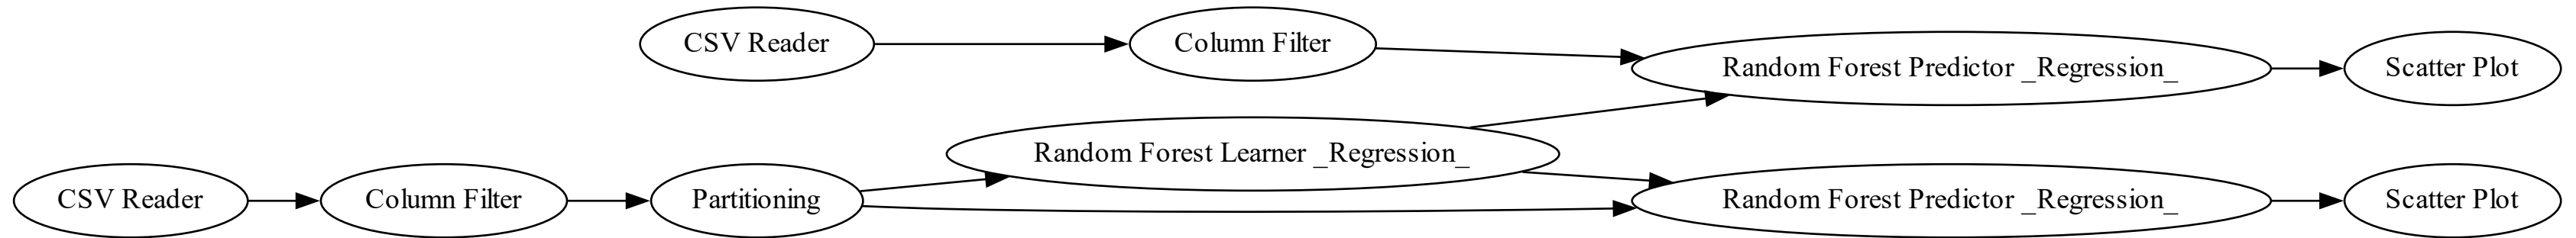 CSV Reader
Column Filter
Random Forest Predictor _Regression_
Scatter Plot
Random Forest Learner _Regression_
CSV Reader
Column Filter
Partitioning
Random Forest Predictor _Regression_
Scatter Plot